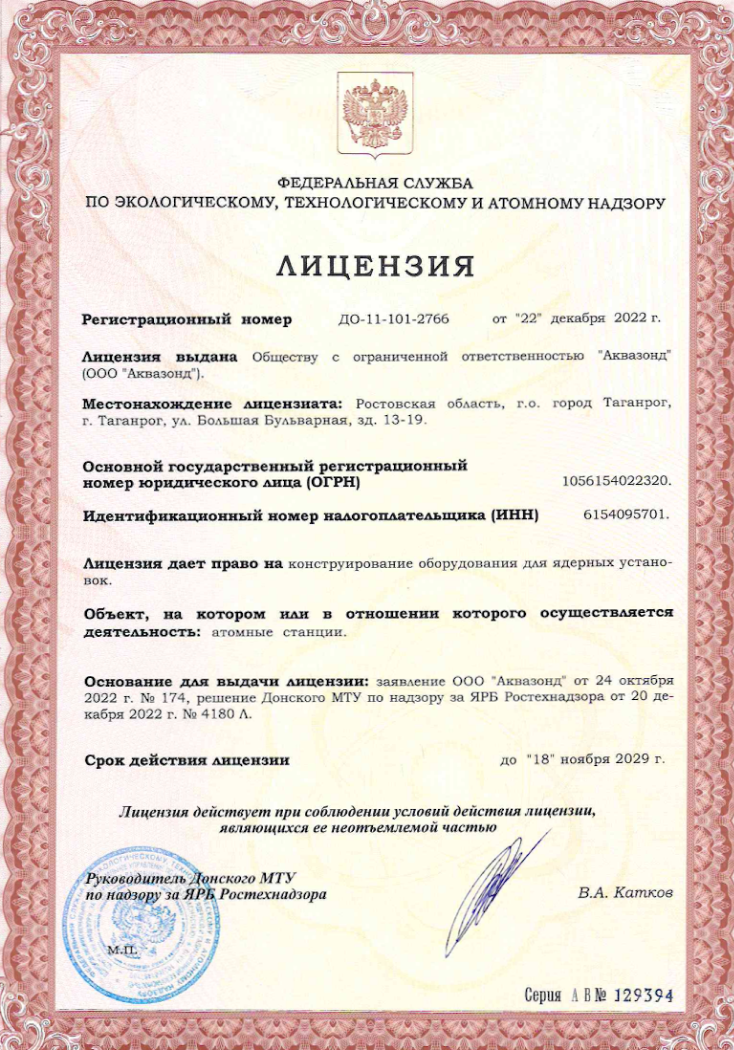 ФЕДЕРАЛЬНАЯ СЛУЖБА
ПО ЭКОЛОГИЧЕСКОМУ, ТЕХНОЛОГИЧЕСКОМУ И АТОМНОМУ НАДЗОРУ
ЛИЦЕНЗИЯ
Регистрационный номер ДО-11-101-2766 от "22" декабря 2022 г.
Лицензия выдана Обществу с ограниченной ответственностью "Аквазонд"
(ООО "Аквазонд").
Местонахождение лицензиата: Ростовская область, г.о. город Таганрог,
г. Таганрог, ул. Большая Бульварная, зд. 13-19.
Основной государственный регистрационный
номер юридического лица (ОГРН) 1056154022320.
Идентификационный номер налогоплательщика (ИНН) 6154095701.
Лицензия дает право на конструирование оборудования для ядерных устано-
вок.
Объект, на котором или в отношении которого осуществляется
деятельность: атомные станции.
Основание для выдачи лицензии: заявление ООО "Аквазонд" от 24 октября
2022 г. № 174, решение Донского МТУ по надзору за ЯРБ Ростехнадзора от 20 де-
кабря 2022 г. № 4180 Л.
Срок действия лицензии до "18" ноября 2029 г.
Лицензия действует при соблюдении условий действия лицензии,
являющихся ее неотъемлемой частью
Руководитель Донского МТУ
по надзору за ЯРБ Ростехнадзора В.А. Катков
М.П.
Серия А В № 129394